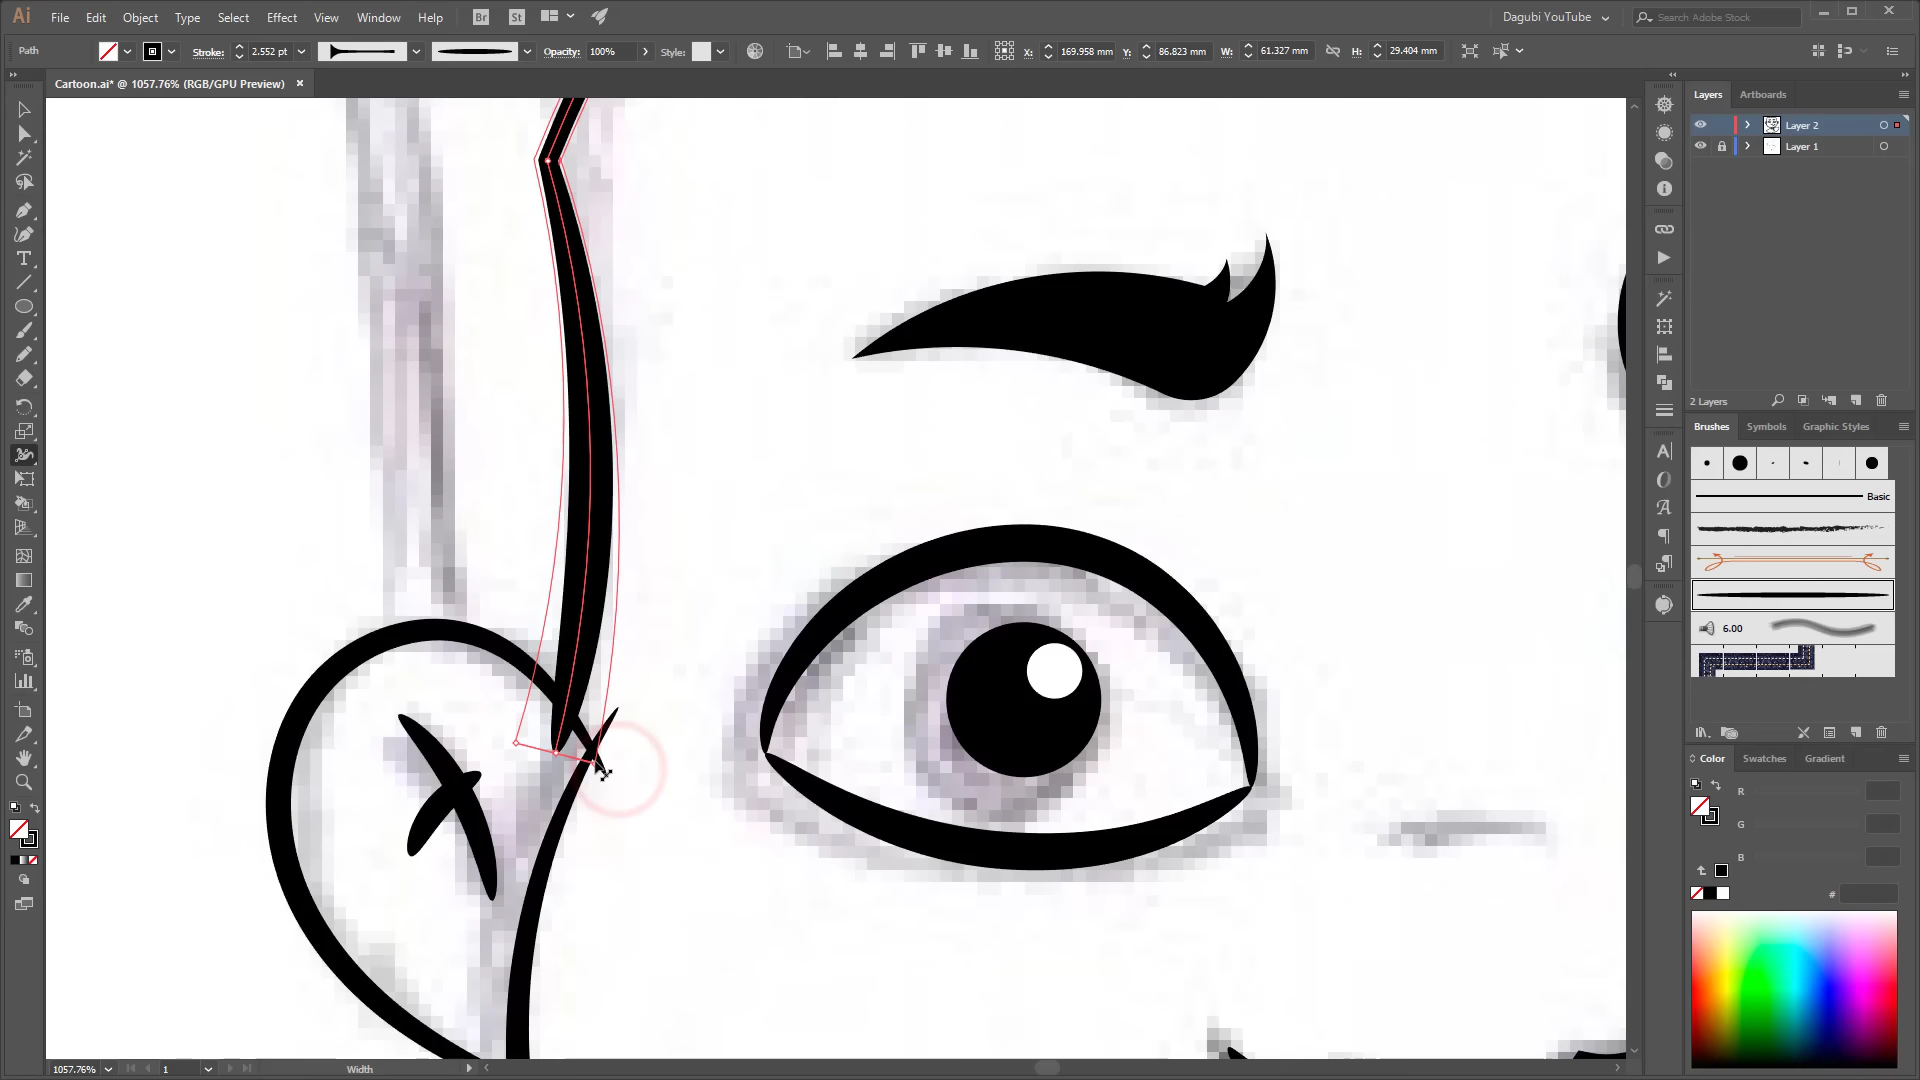 Ai File Edit Object Type Select Effect View Window Help Br St Dagubi YouTube Search Adobe Stock
Path Stroke: 2.552 pt Opacity: 100% Style: X: 169.958 mm Y: 86.823 mm W: 61.327 mm H: 29.404 mm
Cartoon.ai* @ 1057.76% (RGB/GPU Preview)
Layers Artboards
Layer 2
Layer 1
2 Layers
Brushes Symbols Graphic Styles
Basic
6.00
Color Swatches Gradient
R
G
B
#
1057.76% 1 Width